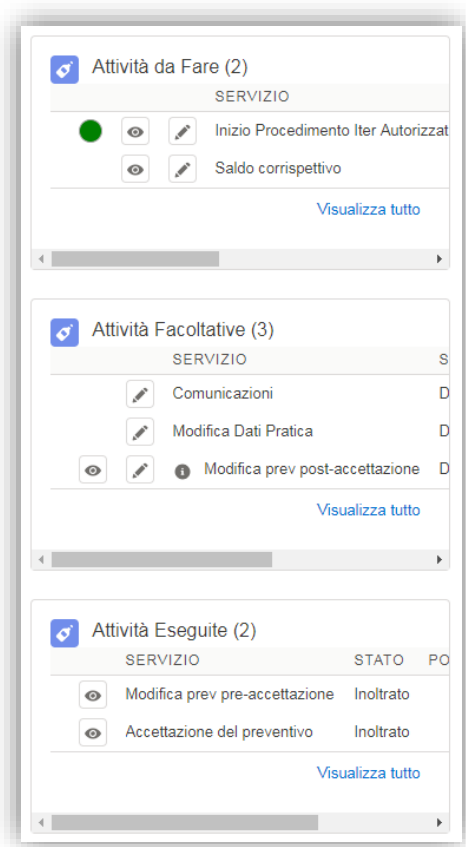 Attività da Fare (2)
SERVIZIO
Inizio Procedimento Iter Autorizzat
Saldo corrispettivo
Visualizza tutto
Attività Facoltative (3)
SERVIZIO S
Comunicazioni D
Modifica Dati Pratica D
Modifica prev post-accettazione D
Visualizza tutto
Attività Eseguite (2)
SERVIZIO STATO PO
Modifica prev pre-accettazione Inoltrato
Accettazione del preventivo Inoltrato
Visualizza tutto